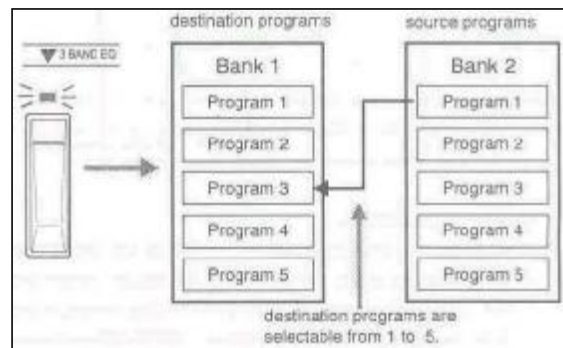 destination programs
source programs
▼3 BAND EQ
Bank 1
Program 1
Program 2
Program 3
Program 4
Program 5
Bank 2
Program 1
Program 2
Program 3
Program 4
Program 5
destination programs are
selectable from 1 to 5.